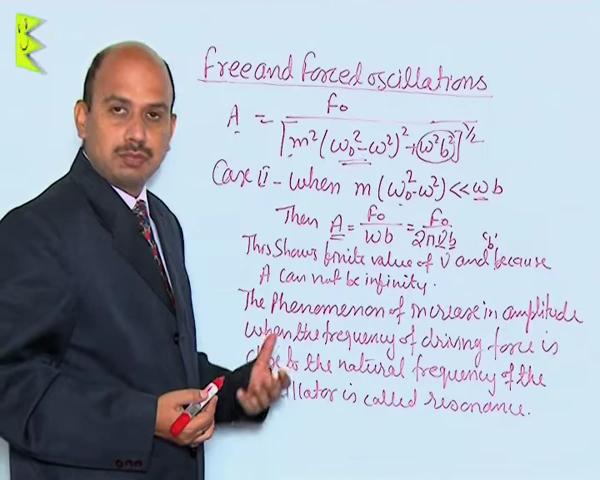 Free and Forced oscillations
A = F₀ / [m²(ω₀²-ω²)² + ω²b²]^1/2
Case II - when m(ω₀²-ω²) << ωb
Then A = F₀/ωb = F₀/2πνb 'b'
This Shows finite value of ν and because
A can not be infinity.
The Phenomenon of increase in amplitude
when the frequency of driving force is
to the natural frequency of the
illator is called resonance.